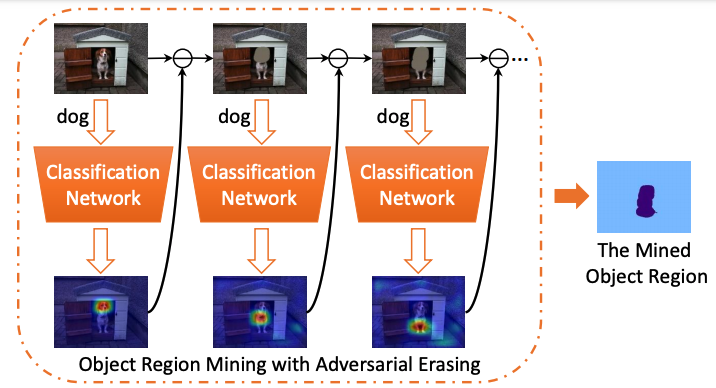 dog
dog
dog
Classification
Network
Classification
Network
Classification
Network
The Mined
Object Region
Object Region Mining with Adversarial Erasing